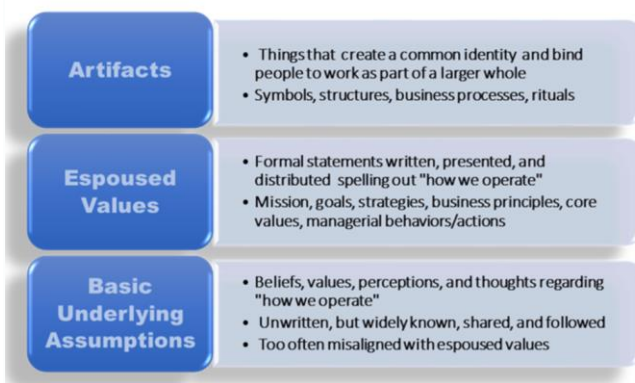 Artifacts
• Things that create a common identity and bind
people to work as part of a larger whole
• Symbols, structures, business processes, rituals
Espoused
Values
• Formal statements written, presented, and
distributed spelling out "how we operate"
• Mission, goals, strategies, business principles, core
values, managerial behaviors/actions
Basic
Underlying
Assumptions
• Beliefs, values, perceptions, and thoughts regarding
"how we operate"
• Unwritten, but widely known, shared, and followed
• Too often misaligned with espoused values